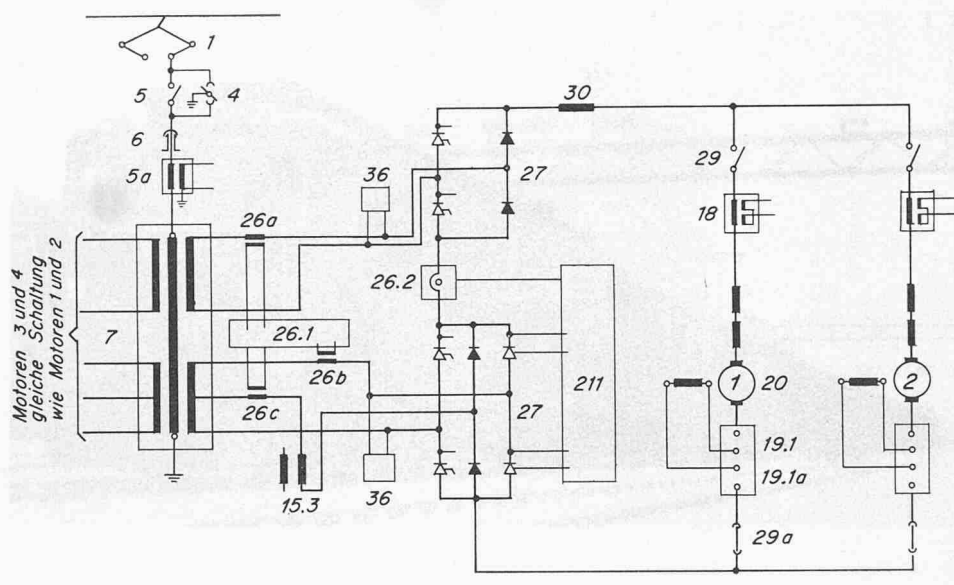 1
5
4
6
5a
30
29
36
27
18
26a
26.2
Motoren 3 und 4
gleiche Schaltung
wie Motoren 1 und 2
7
26.1
26b
26c
27
211
1
20
2
15.3
36
19.1
19.1a
29a